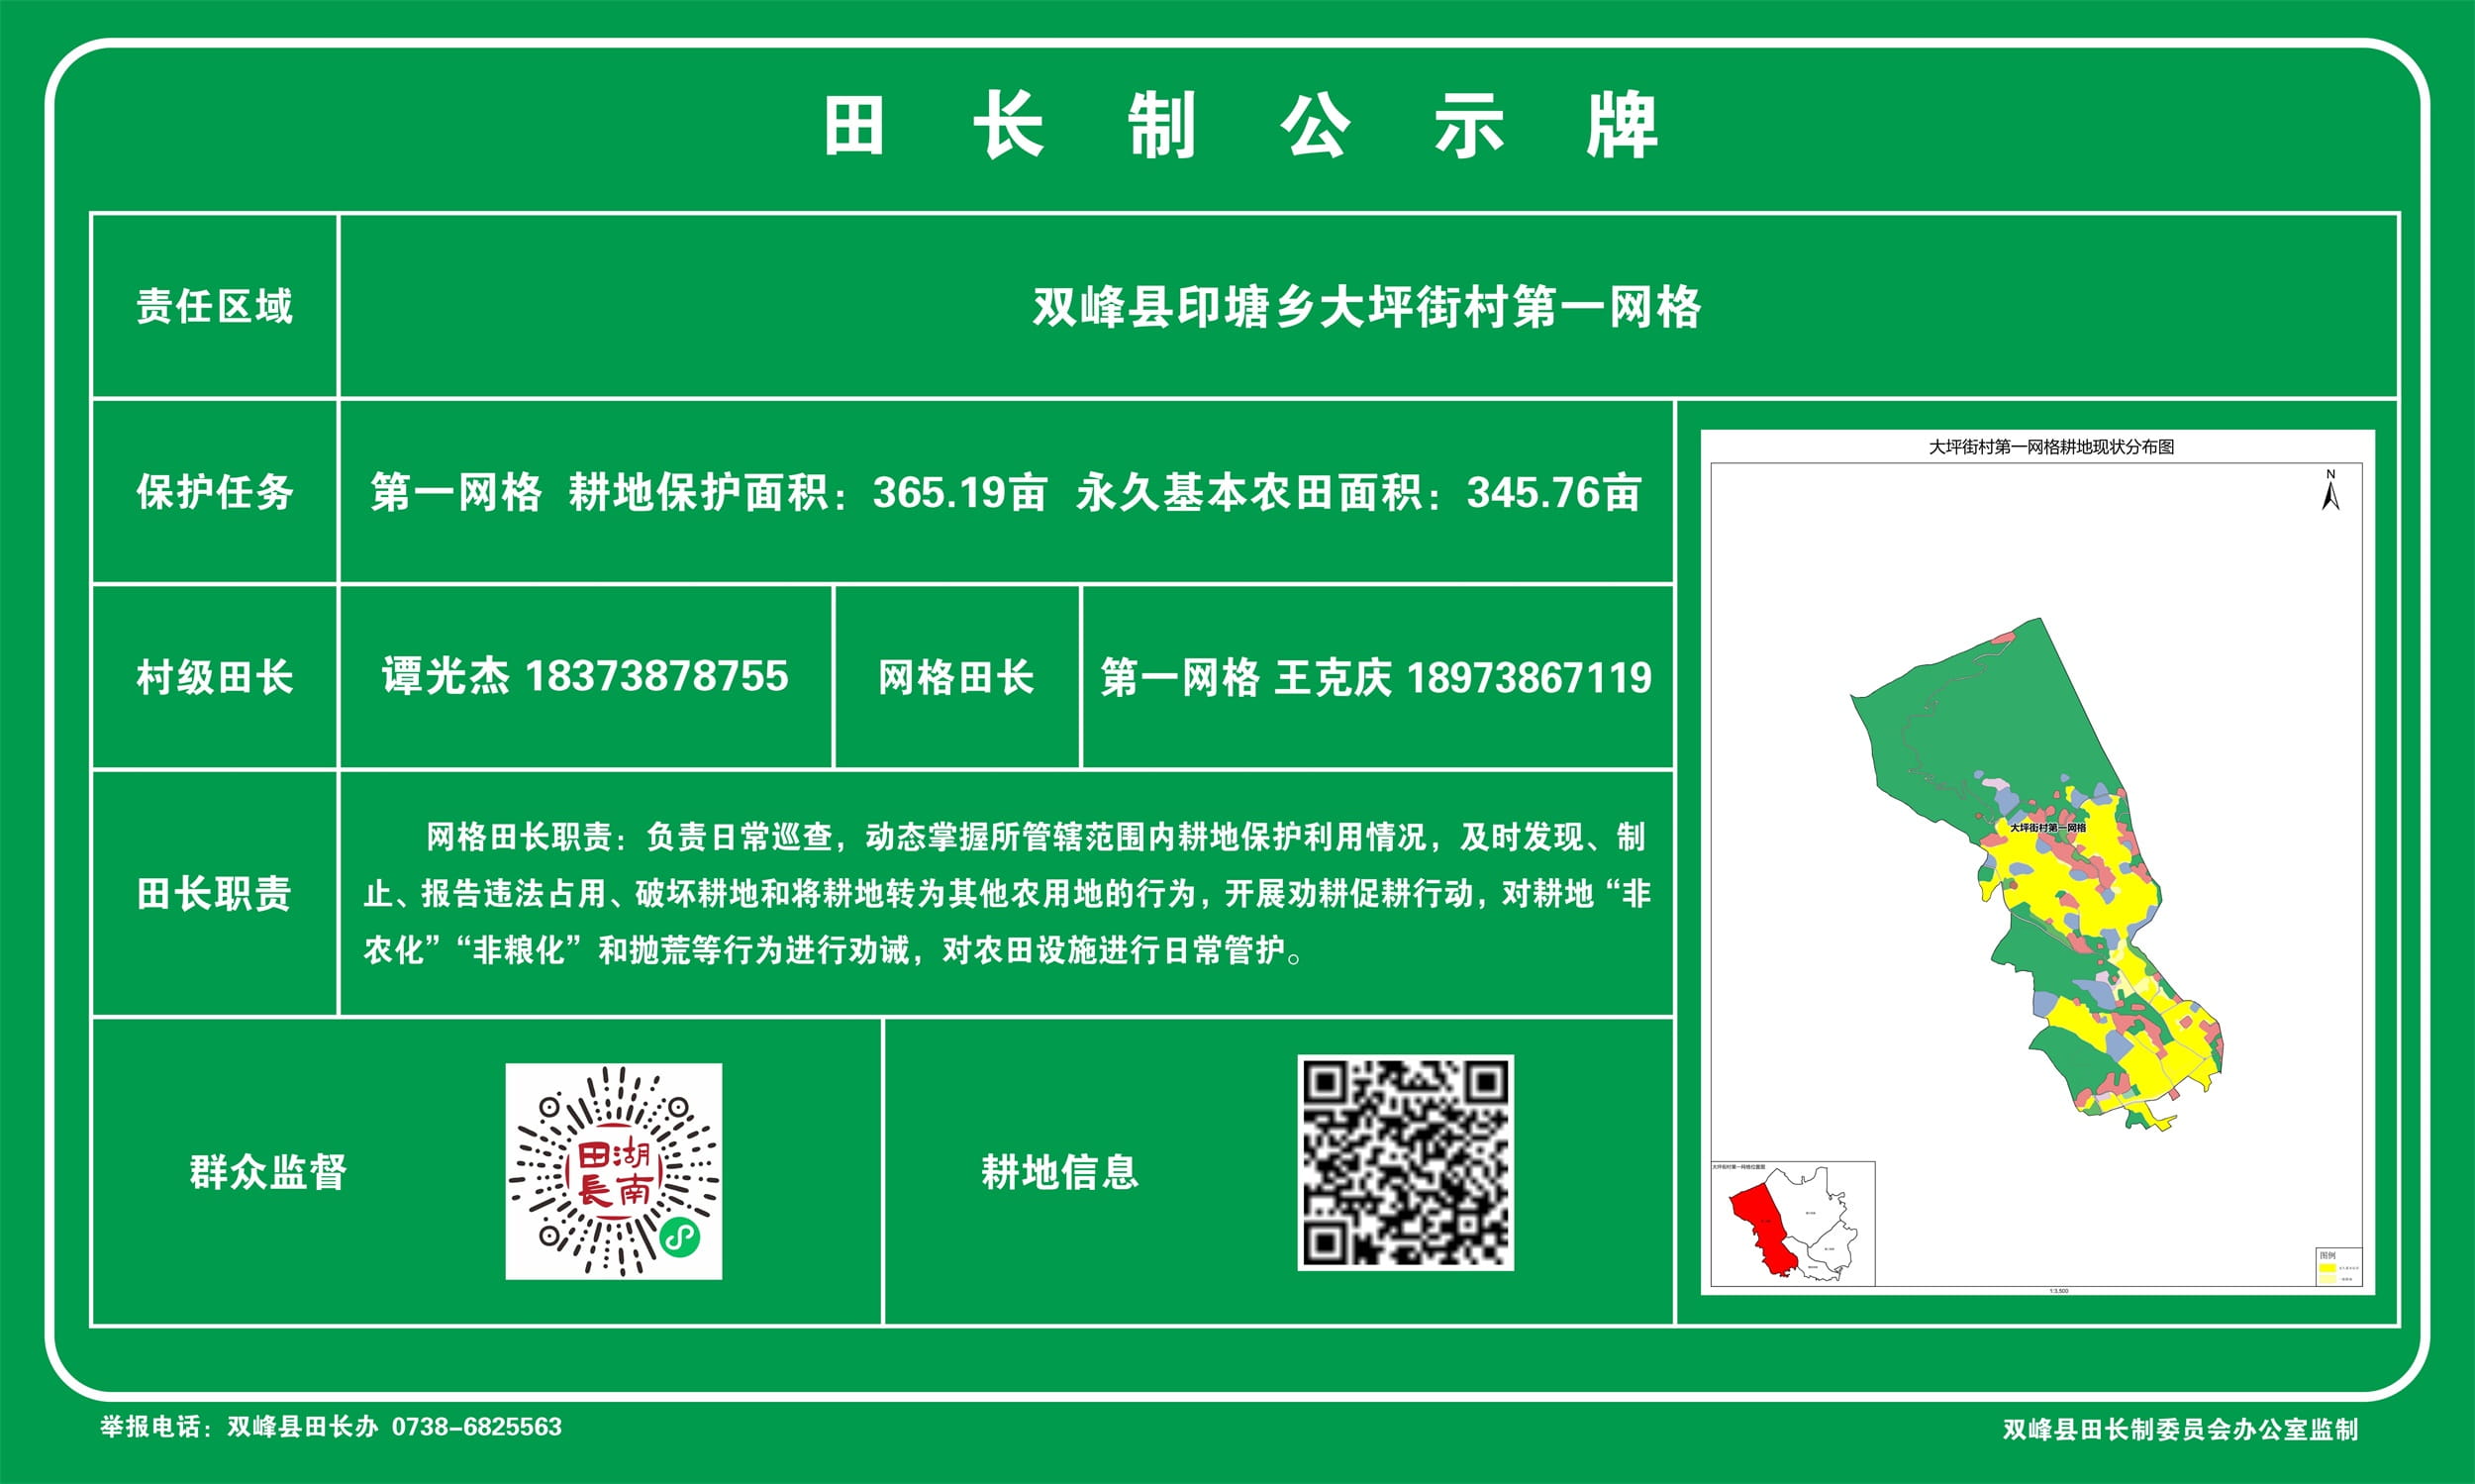 田长制公示牌
责任区域
双峰县印塘乡大坪街村第一网格
保护任务
第一网格 耕地保护面积：365.19亩 永久基本农田面积：345.76亩
村级田长
谭光杰 18373878755
网格田长
第一网格 王克庆 18973867119
田长职责
网格田长职责：负责日常巡查，动态掌握所管辖范围内耕地保护利用情况，及时发现、制
止、报告违法占用、破坏耕地和将耕地转为其他农用地的行为，开展劝耕促耕行动，对耕地“非
农化”“非粮化”和抛荒等行为进行劝诫，对农田设施进行日常管护。
群众监督
田湖
長南
耕地信息
大坪街村第一网格耕地现状分布图
N
大坪街村第一网格
大坪街村第一网格位置图
图例
1:3,500
举报电话：双峰县田长办 0738-6825563
双峰县田长制委员会办公室监制